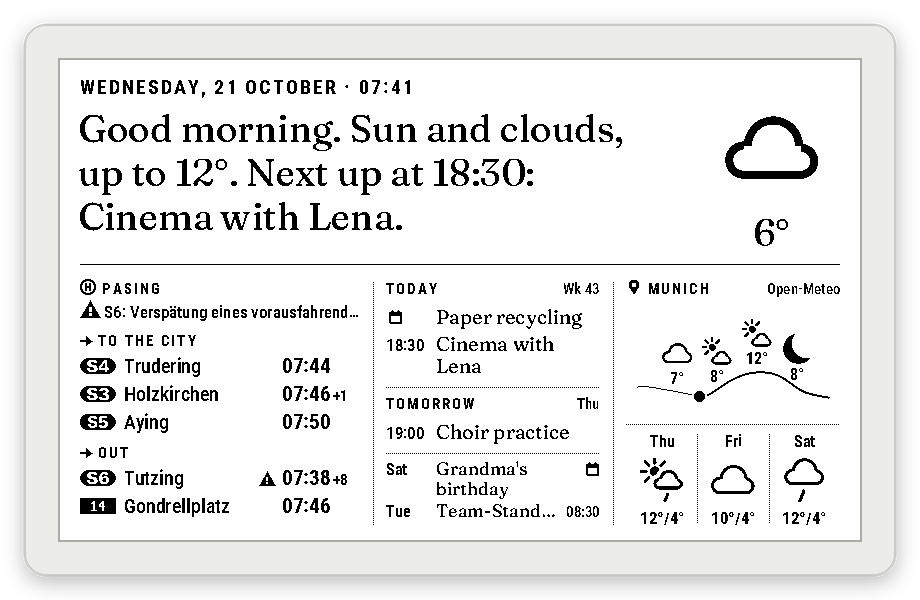 WEDNESDAY, 21 OCTOBER · 07:41
Good morning. Sun and clouds,
up to 12°. Next up at 18:30:
Cinema with Lena.
6°
H PASING
S6: Verspätung eines vorausfahrend…
→ TO THE CITY
S4 Trudering 07:44
S3 Holzkirchen 07:46 +1
S5 Aying 07:50
→ OUT
S6 Tutzing 07:38 +8
14 Gondrellplatz 07:46
TODAY Wk 43
Paper recycling
18:30 Cinema with
Lena
TOMORROW Thu
19:00 Choir practice
Sat Grandma's
birthday
Tue Team-Stand… 08:30
MUNICH Open-Meteo
7° 8° 12° 8°
Thu Fri Sat
12°/4° 10°/4° 12°/4°